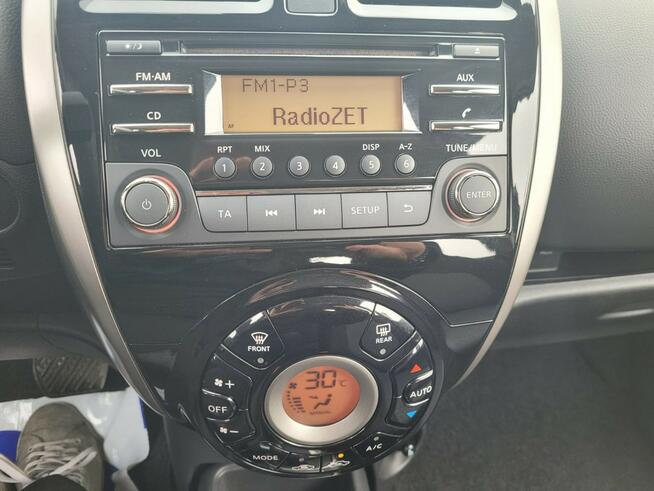 FM1-P3
RadioZET
AF
FM·AM
CD
AUX
VOL
RPT MIX DISP A-Z
TUNE/MENU
1 2 3 4 5 6
TA SETUP
ENTER
FRONT
REAR
30°C
OFF
AUTO
MODE
A/C